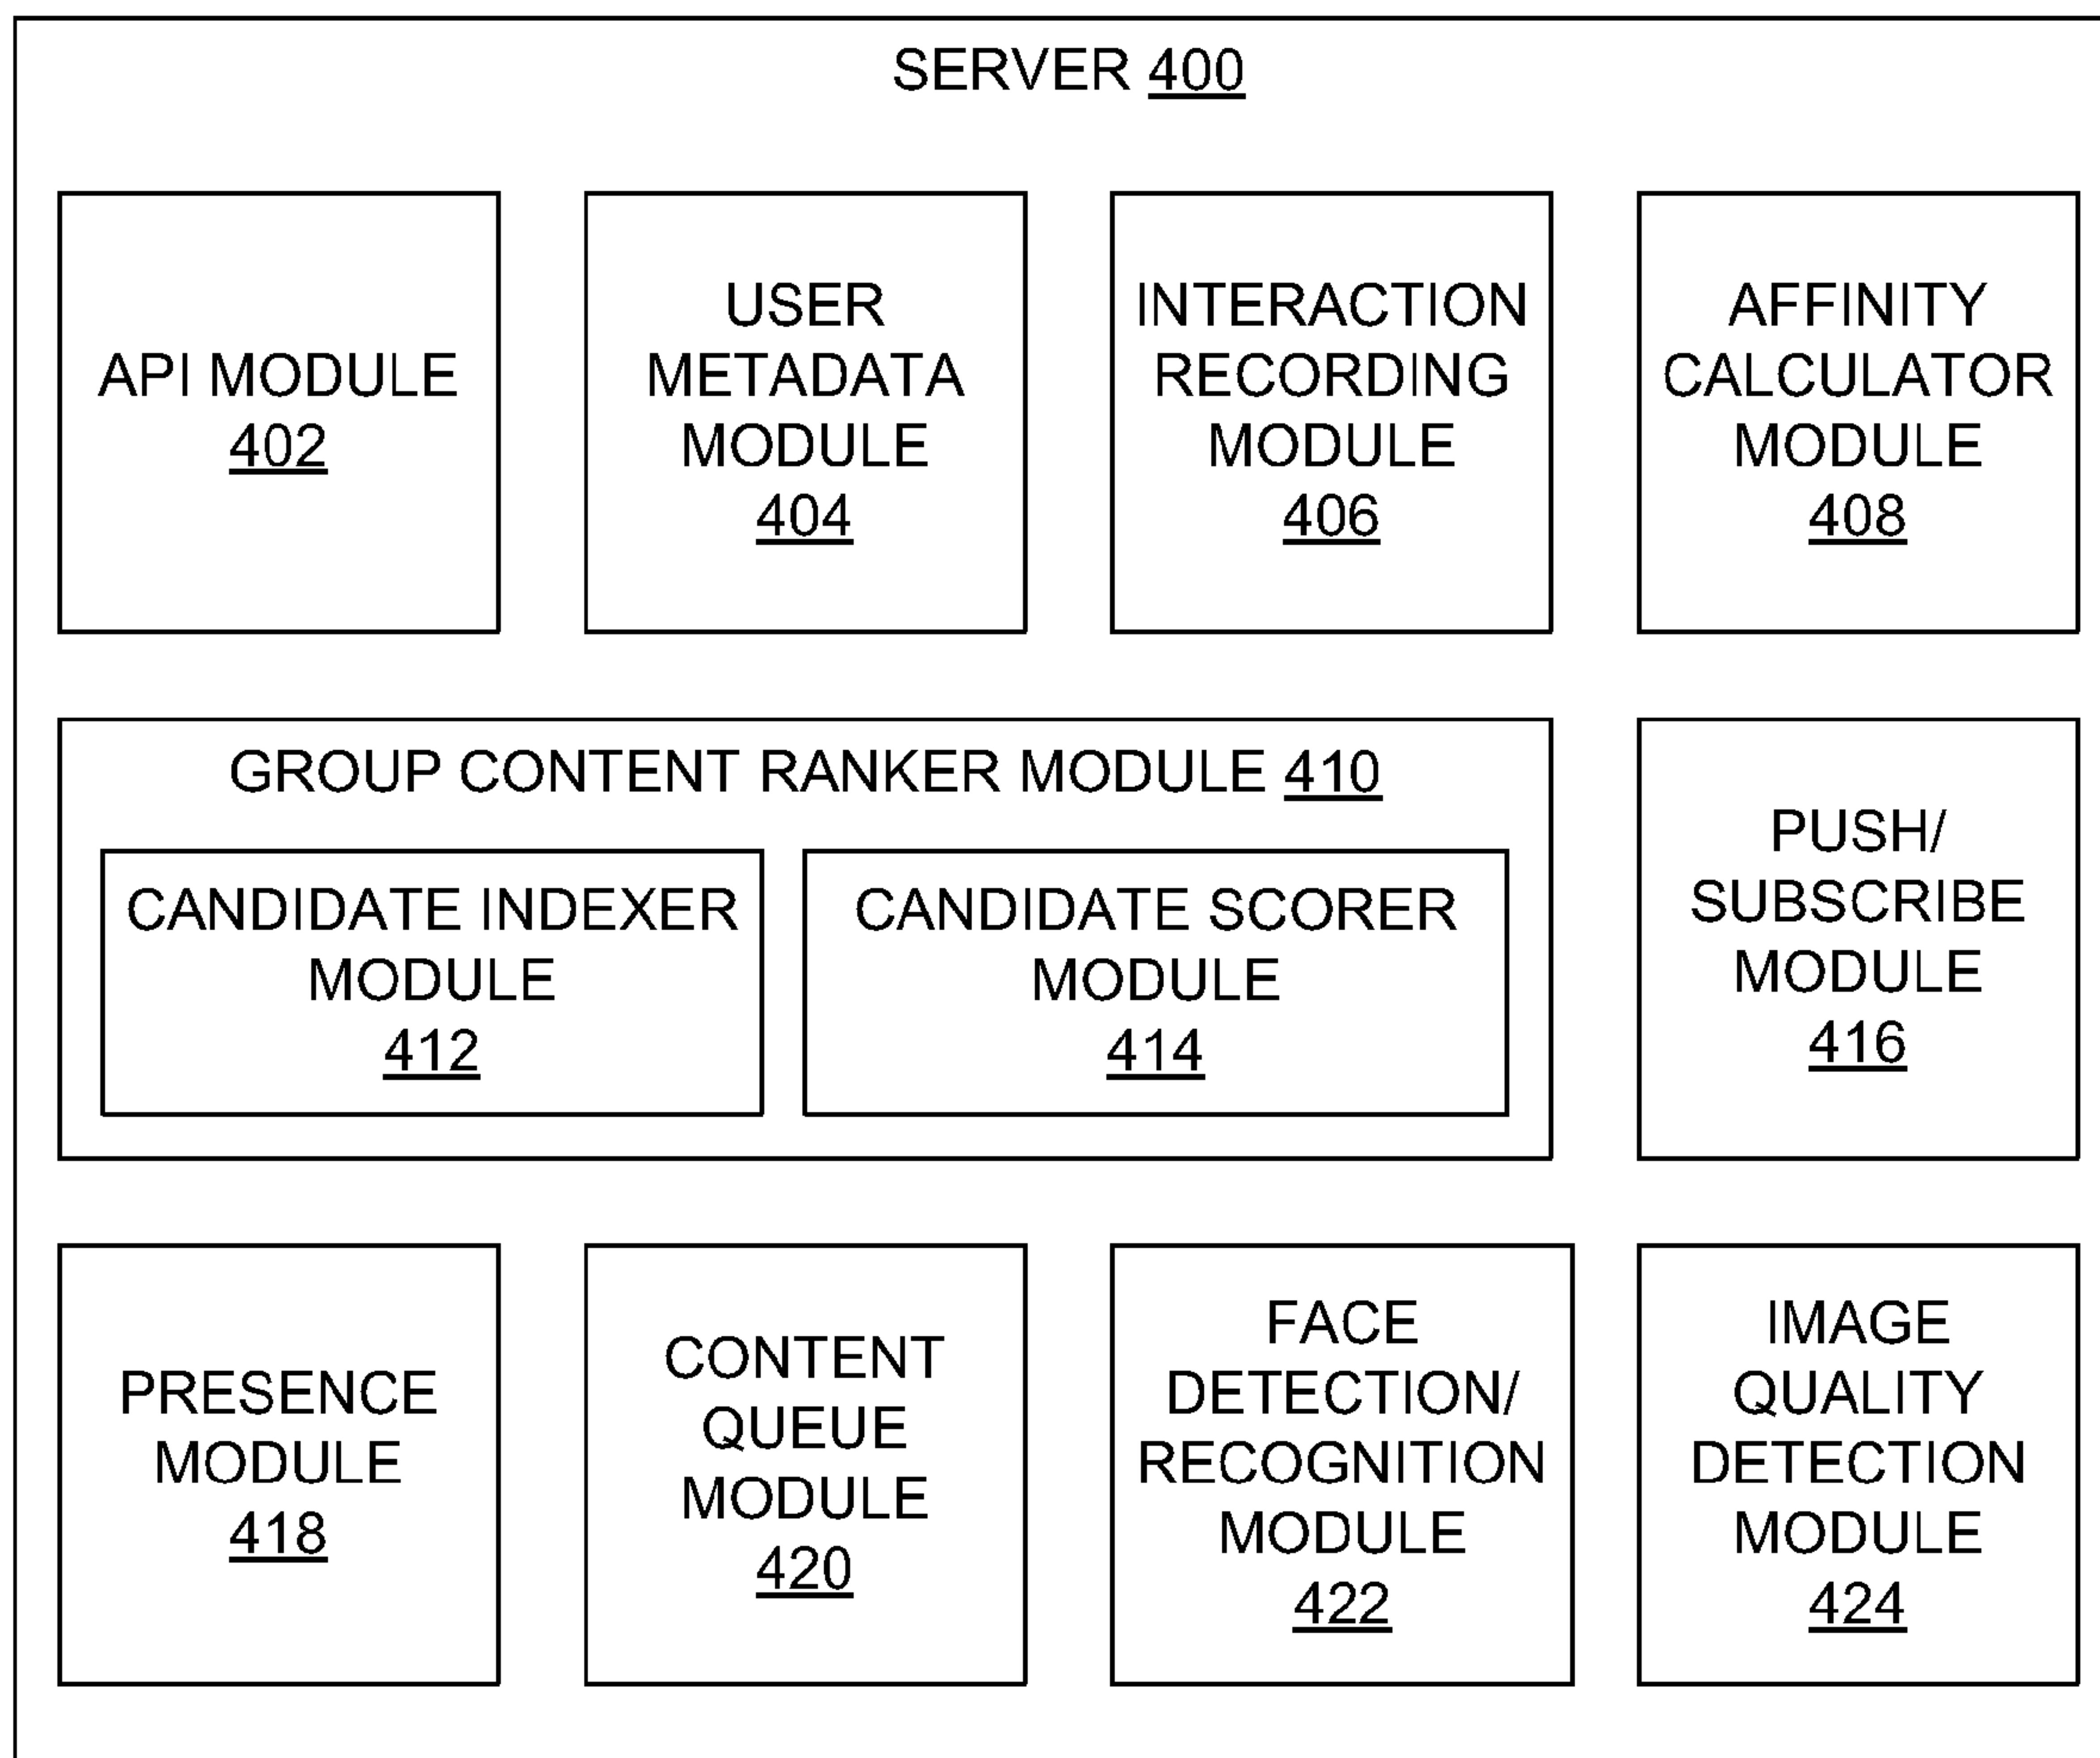 SERVER 400
API MODULE
402
USER
METADATA
MODULE
404
INTERACTION
RECORDING
MODULE
406
AFFINITY
CALCULATOR
MODULE
408
GROUP CONTENT RANKER MODULE 410
CANDIDATE INDEXER
MODULE
412
CANDIDATE SCORER
MODULE
414
PUSH/
SUBSCRIBE
MODULE
416
PRESENCE
MODULE
418
CONTENT
QUEUE
MODULE
420
FACE
DETECTION/
RECOGNITION
MODULE
422
IMAGE
QUALITY
DETECTION
MODULE
424